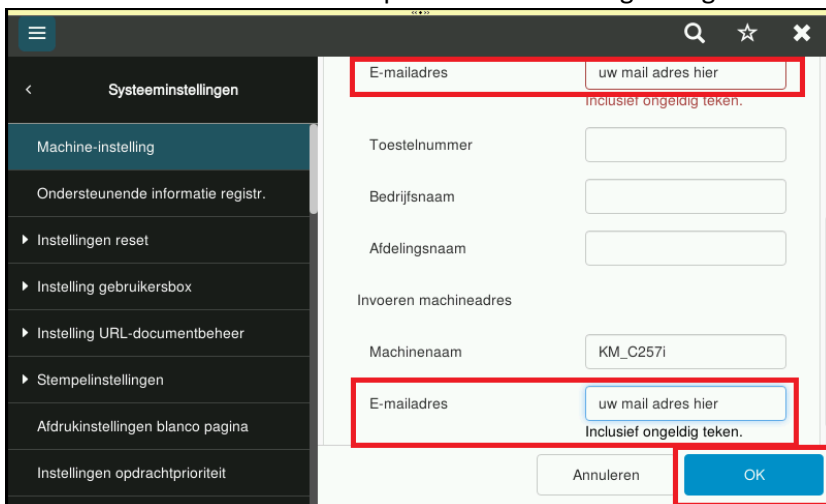 Systeeminstellingen
Machine-instelling
Ondersteunende informatie registr.
Instellingen reset
Instelling gebruikersbox
Instelling URL-documentbeheer
Stempelinstellingen
Afdrukinstellingen blanco pagina
Instellingen opdrachtprioriteit
E-mailadres uw mail adres hier
Inclusief ongeldig teken.
Toestelnummer
Bedrijfsnaam
Afdelingsnaam
Invoeren machineadres
Machinenaam KM_C257i
E-mailadres uw mail adres hier
Inclusief ongeldig teken.
Annuleren OK